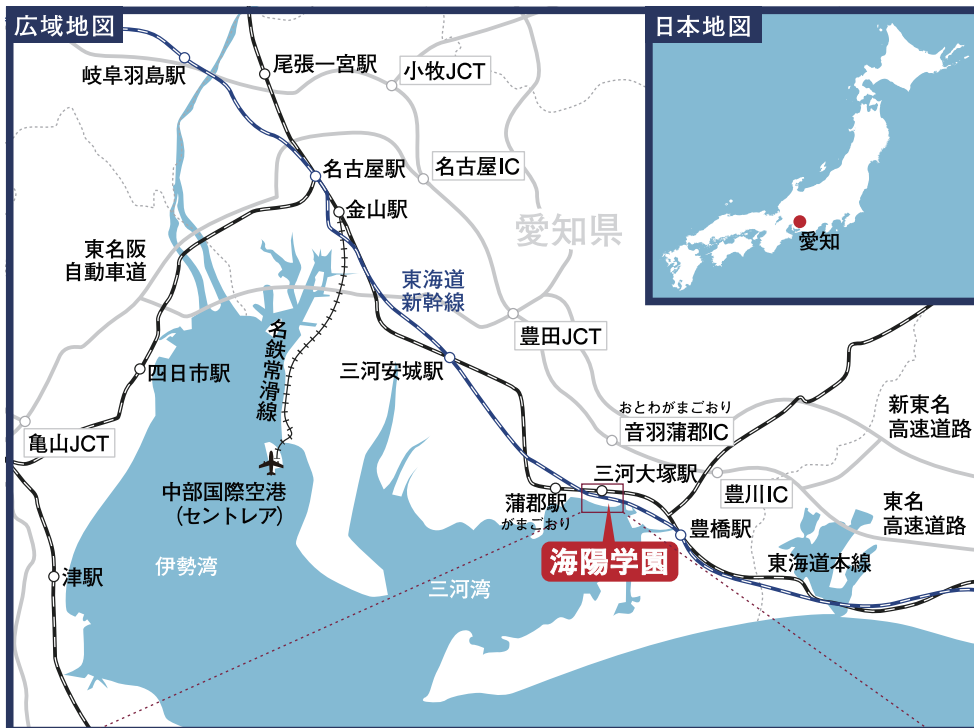 広域地図
日本地図
岐阜羽島駅
尾張一宮駅
小牧JCT
名古屋駅
名古屋IC
金山駅
愛知県
愛知
東名阪
自動車道
東海道
新幹線
名鉄常滑線
豊田JCT
四日市駅
三河安城駅
おとわがまごおり
音羽蒲郡IC
新東名
高速道路
亀山JCT
三河大塚駅
中部国際空港
(セントレア)
蒲郡駅
がまごおり
豊川IC
東名
高速道路
豊橋駅
海陽学園
東海道本線
伊勢湾
津駅
三河湾